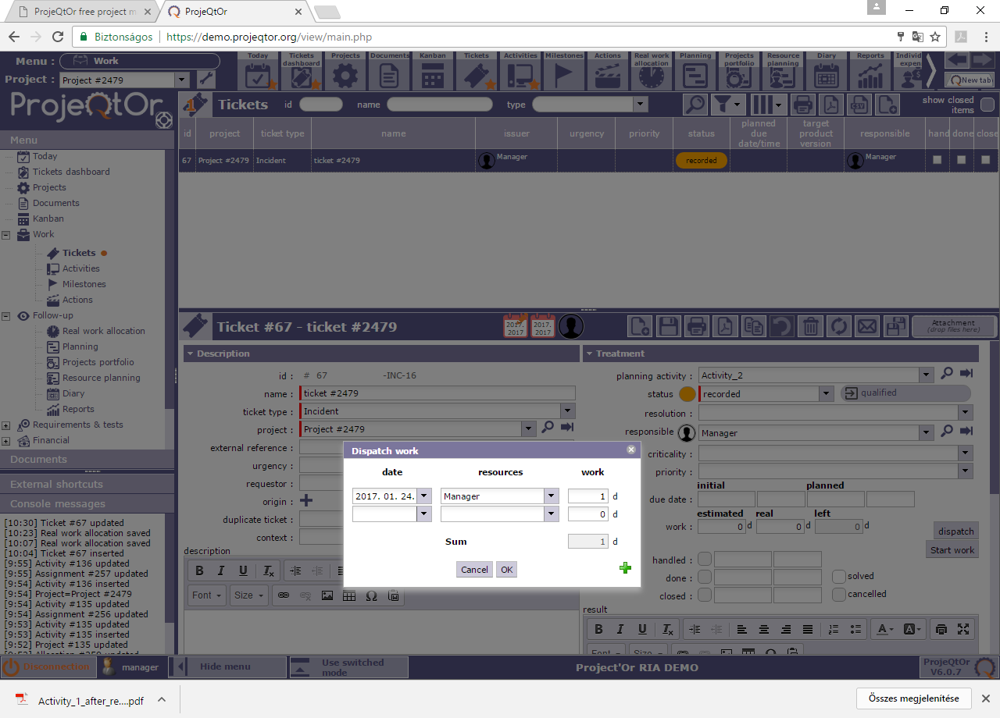 ProjeQtOr free project m
ProjeQtOr
Biztonságos
https://demo.projeqtor.org/view/main.php
Menu :
Work
Project :
Project #2479
Today
Tickets dashboard
Projects
Documents
Kanban
Tickets
Activities
Milestones
Actions
Real work allocation
Planning
Projects portfolio
Resource planning
Diary
Reports
Individ expen
New tab
ProjeQtOr
1
Tickets
id
name
type
show closed items
id
project
ticket type
name
issuer
urgency
priority
status
planned due date/time
target product version
responsible
hand
done
close
67
Project #2479
Incident
ticket #2479
Manager
recorded
Manager
Menu
Today
Tickets dashboard
Projects
Documents
Kanban
Work
Tickets
Activities
Milestones
Actions
Follow-up
Real work allocation
Planning
Projects portfolio
Resource planning
Diary
Reports
Requirements & tests
Financial
Documents
External shortcuts
Console messages
[10:30] Ticket #67 updated
[10:23] Real work allocation saved
[10:07] Real work allocation saved
[10:04] Ticket #67 inserted
[9:55] Activity #136 updated
[9:55] Assignment #257 updated
[9:54] Activity #136 inserted
[9:54] Project=Project #2479
[9:54] Activity #135 updated
[9:54] Assignment #256 updated
[9:53] Activity #135 updated
[9:53] Activity #135 inserted
[9:52] Project #135 updated
Ticket #67 - ticket #2479
2017. 2017
2017. 2017
Attachment
(drop files here)
Description
id :
# 67
-INC-16
name :
ticket #2479
ticket type :
Incident
project :
Project #2479
external reference :
urgency :
requestor :
origin :
duplicate ticket :
context :
description
B I U Tx
Font
Size
Treatment
planning activity :
Activity_2
status
recorded
qualified
resolution :
responsible
Manager
criticality :
priority :
initial
planned
due date :
estimated
real
left
work :
0 d
0 d
0 d
dispatch
Start work
handled :
done :
solved
closed :
cancelled
result
B I U Tx
A
A
Font
Size
Dispatch work
date
resources
work
2017. 01. 24.
Manager
1 d
0 d
Sum
1 d
Cancel
OK
Disconnection
manager
Hide menu
Use switched mode
Project'Or RIA DEMO
ProjeQtOr V6.0.7
Activity_1_after_re....pdf
Összes megjelenítése